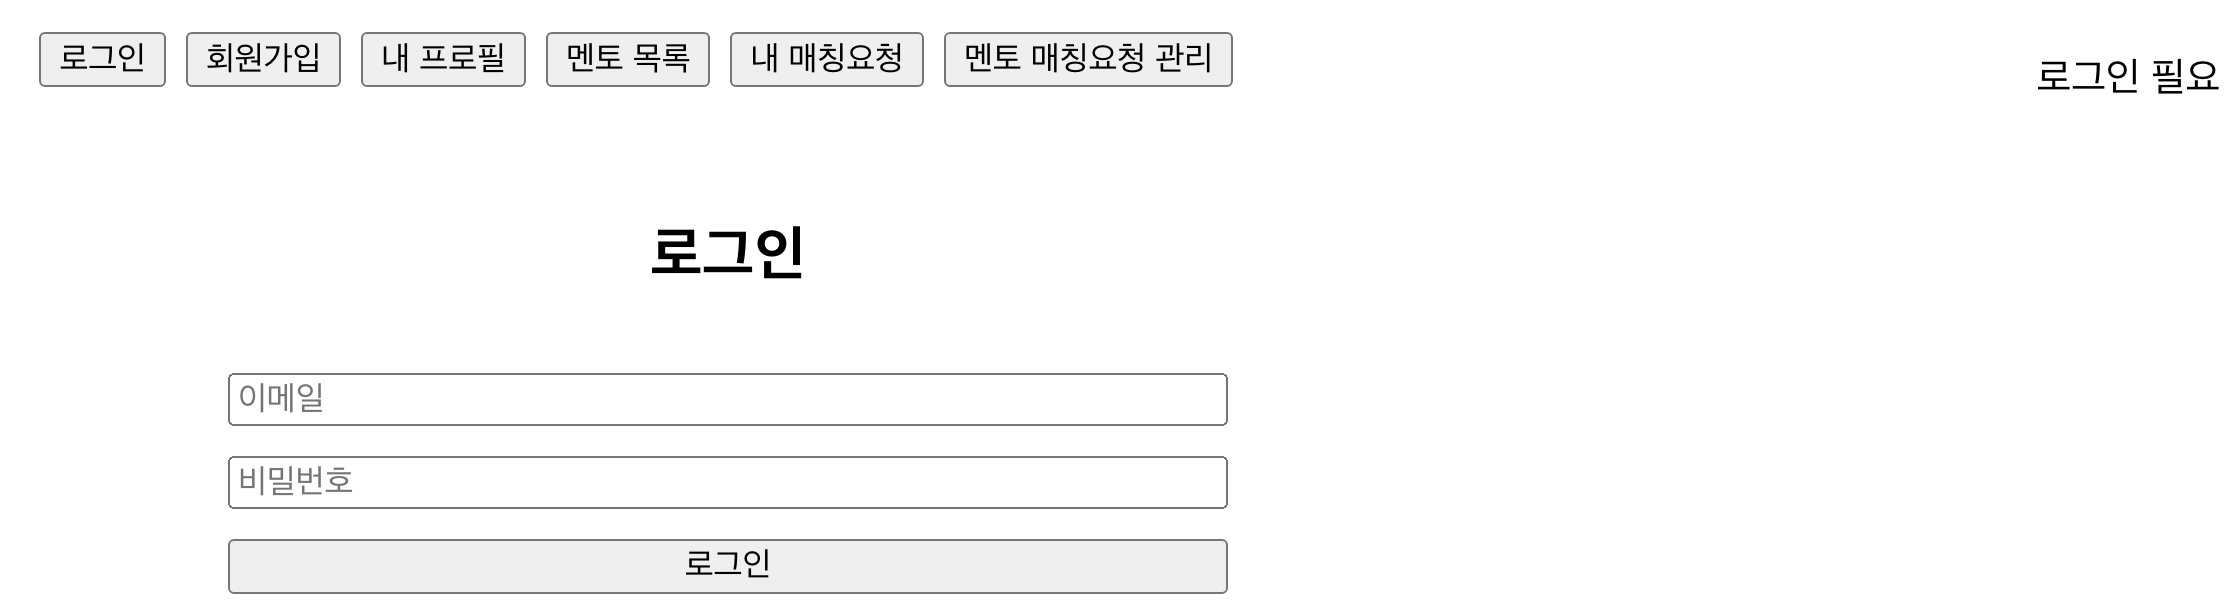 로그인 회원가입 내 프로필 멘토 목록 내 매칭요청 멘토 매칭요청 관리 로그인 필요
로그인
이메일
비밀번호
로그인